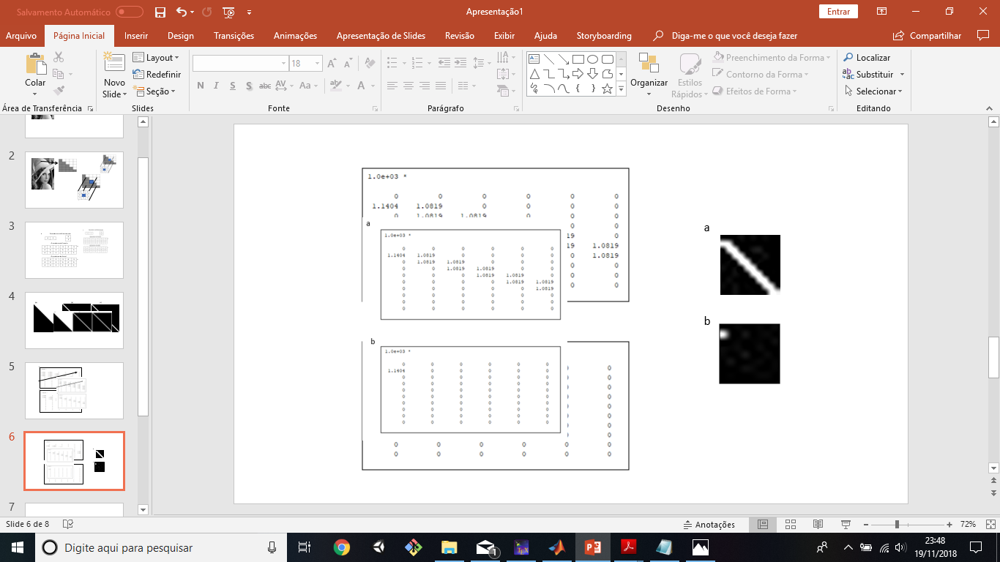 Salvamento Automático
Apresentação1
Entrar
Arquivo Página Inicial Inserir Design Transições Animações Apresentação de Slides Revisão Exibir Ajuda Storyboarding Diga-me o que você deseja fazer Compartilhar
Colar
Novo Slide
Layout
Redefinir
Seção
18
N I S S abc AV Aa A
Organizar
Estilos Rápidos
Preenchimento da Forma
Contorno da Forma
Efeitos de Forma
Localizar
Substituir
Selecionar
Área de Transferência Slides Fonte Parágrafo Desenho Editando
2
3
4
5
6
7
1.0e+03 *
0 0 0 0 0 0
1.1404 1.0819 0 0 0 0
0 1.0819 1.0819 0 0 0
19 0
19 1.0819
0 1.0819
0 0
0 0
0 0
a
1.0e+03 *
0 0 0 0 0 0
1.1404 1.0819 0 0 0 0
0 1.0819 1.0819 0 0 0
0 0 1.0819 1.0819 0 0
0 0 0 1.0819 1.0819 0
0 0 0 0 1.0819 1.0819
0 0 0 0 0 1.0819
0 0 0 0 0 0
0 0 0 0 0 0
0 0 0 0 0 0
b
1.0e+03 *
0 0 0 0 0 0
1.1404 0 0 0 0 0
0 0 0 0 0 0
0 0 0 0 0 0
0 0 0 0 0 0
0 0 0 0 0 0
0 0 0 0 0 0
0 0 0 0 0 0
0 0 0 0 0 0
0 0 0 0 0 0
0
0
0
0
0
0
0
0
0 0 0 0 0 0
0 0 0 0 0 0
a
b
Slide 6 de 8
Anotações
72%
Digite aqui para pesquisar
1
23:48
19/11/2018